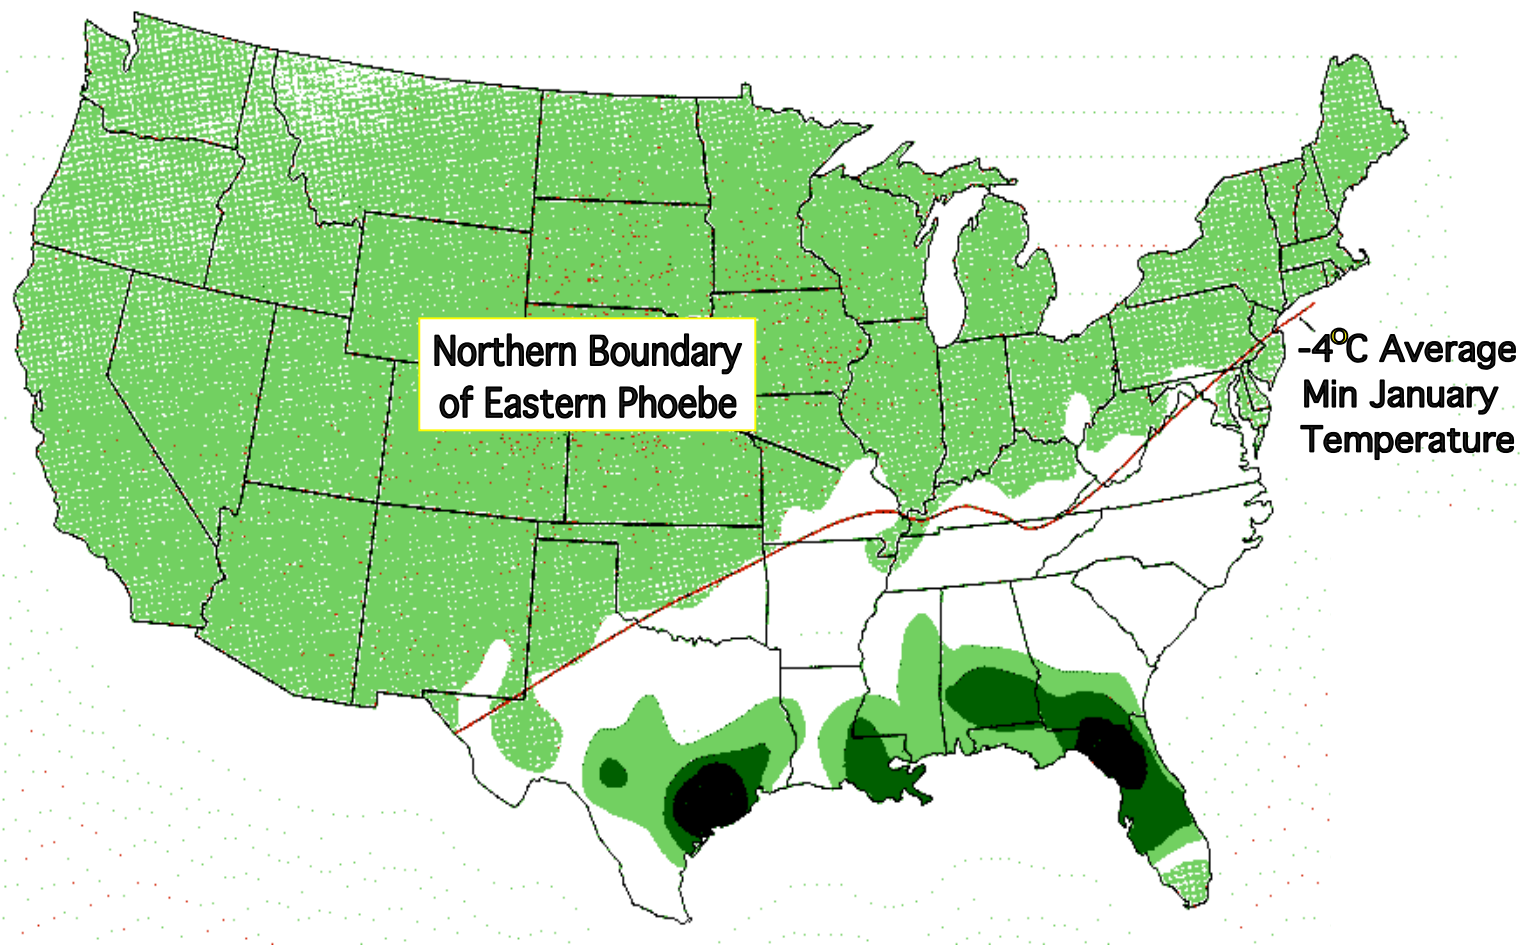 Northern Boundary
of Eastern Phoebe
-4°C Average
Min January
Temperature